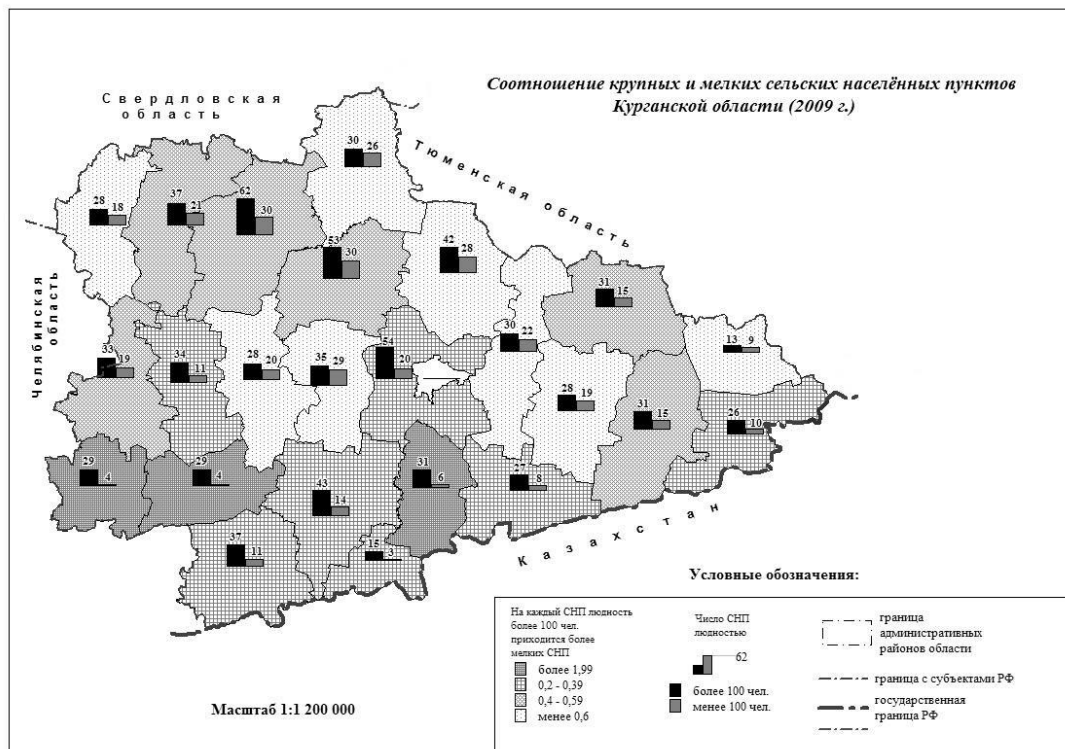 Соотношение крупных и мелких сельских населённых пунктов
Курганской области (2009 г.)
Свердловская
область
Тюменская область
Челябинская
область
Казахстан
30 26
28 18
37 21
62 30
53 30
42 28
31 15
30 22
13 9
33 19
34 11
28 20
35 29
54 20
28 19
31 15
26 10
29 4
29 4
43 14
31 6
27 8
37 11
15 3
Масштаб 1:1 200 000
Условные обозначения:
На каждый СНП людность
более 100 чел.
приходится более
мелких СНП
более 1,99
0,2 - 0,39
0,4 - 0,59
менее 0,6
Число СНП
людностью
62
более 100 чел.
менее 100 чел.
граница
административных
районов области
граница с субъектами РФ
государственная
граница РФ